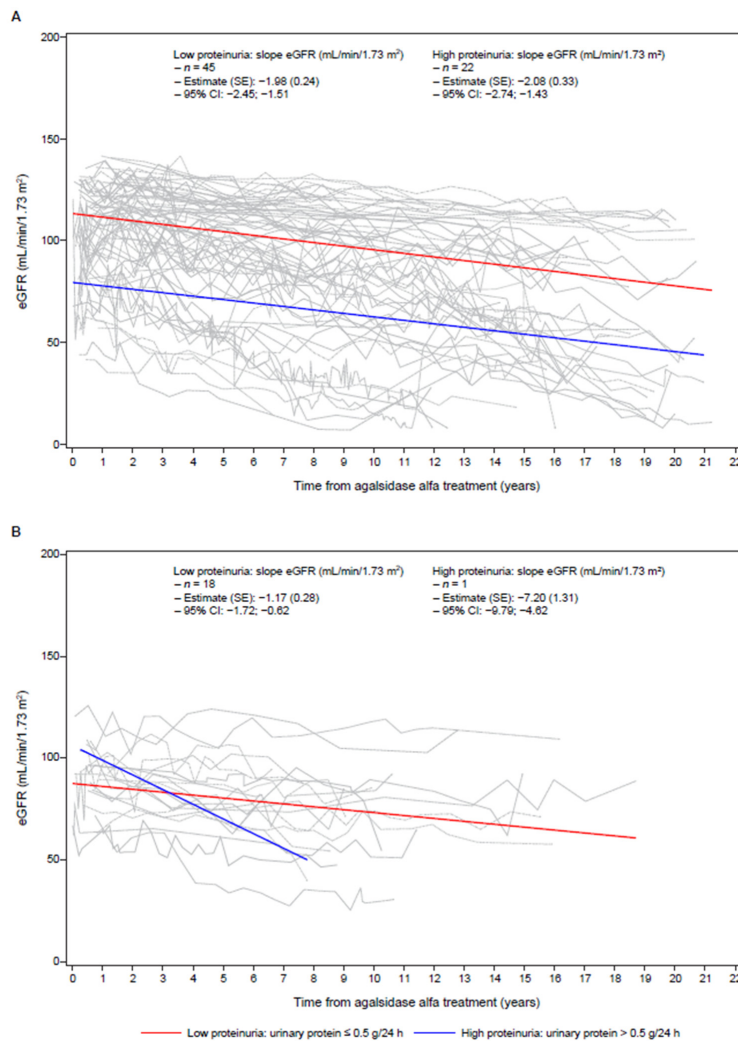 A
200
150
100
50
0
eGFR (mL/min/1.73 m²)
Low proteinuria: slope eGFR (mL/min/1.73 m²)
– n = 45
– Estimate (SE): −1.98 (0.24)
– 95% CI: −2.45; −1.51
High proteinuria: slope eGFR (mL/min/1.73 m²)
– n = 22
– Estimate (SE): −2.08 (0.33)
– 95% CI: −2.74; −1.43
0 1 2 3 4 5 6 7 8 9 10 11 12 13 14 15 16 17 18 19 20 21 22
Time from agalsidase alfa treatment (years)
B
200
150
100
50
0
eGFR (mL/min/1.73 m²)
Low proteinuria: slope eGFR (mL/min/1.73 m²)
– n = 18
– Estimate (SE): −1.17 (0.28)
– 95% CI: −1.72; −0.62
High proteinuria: slope eGFR (mL/min/1.73 m²)
– n = 1
– Estimate (SE): −7.20 (1.31)
– 95% CI: −9.79; −4.62
0 1 2 3 4 5 6 7 8 9 10 11 12 13 14 15 16 17 18 19 20 21 22
Time from agalsidase alfa treatment (years)
Low proteinuria: urinary protein ≤ 0.5 g/24 h
High proteinuria: urinary protein > 0.5 g/24 h